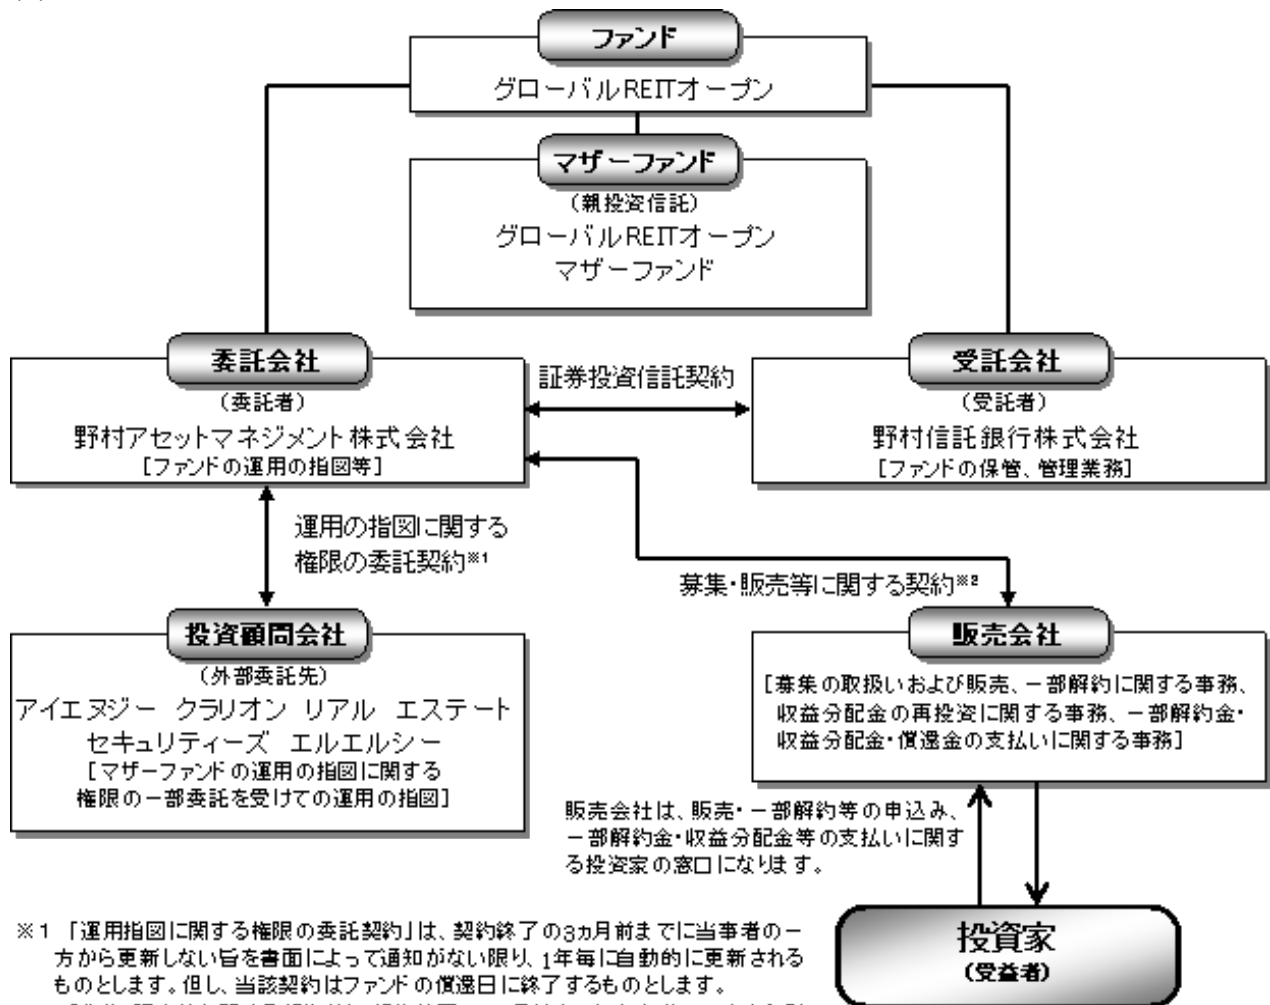 ファンド
グローバルREITオープン
マザーファンド
（親投資信託）
グローバルREITオープン
マザーファンド
委託会社
（委託者）
野村アセットマネジメント株式会社
［ファンドの運用の指図等］
証券投資信託契約
受託会社
（受託者）
野村信託銀行株式会社
［ファンドの保管、管理業務］
運用の指図に関する
権限の委託契約※1
募集・販売等に関する契約※2
投資顧問会社
（外部委託先）
アイエヌジー クラリオン リアル エステート
セキュリティーズ エルエルシー
［マザーファンドの運用の指図に関する
権限の一部委託を受けての運用の指図］
販売会社
［募集の取扱いおよび販売、一部解約に関する事務、
収益分配金の再投資に関する事務、一部解約金・
収益分配金・償還金の支払いに関する事務］
販売会社は、販売・一部解約等の申込み、
一部解約金・収益分配金等の支払いに関す
る投資家の窓口になります。
投資家
（受益者）
※1 「運用指図に関する権限の委託契約」は、契約終了の3ヵ月前までに当事者の一
方から更新しない旨を書面によって通知がない限り、1年毎に自動的に更新される
ものとします。但し、当該契約はファンドの償還日に終了するものとします。